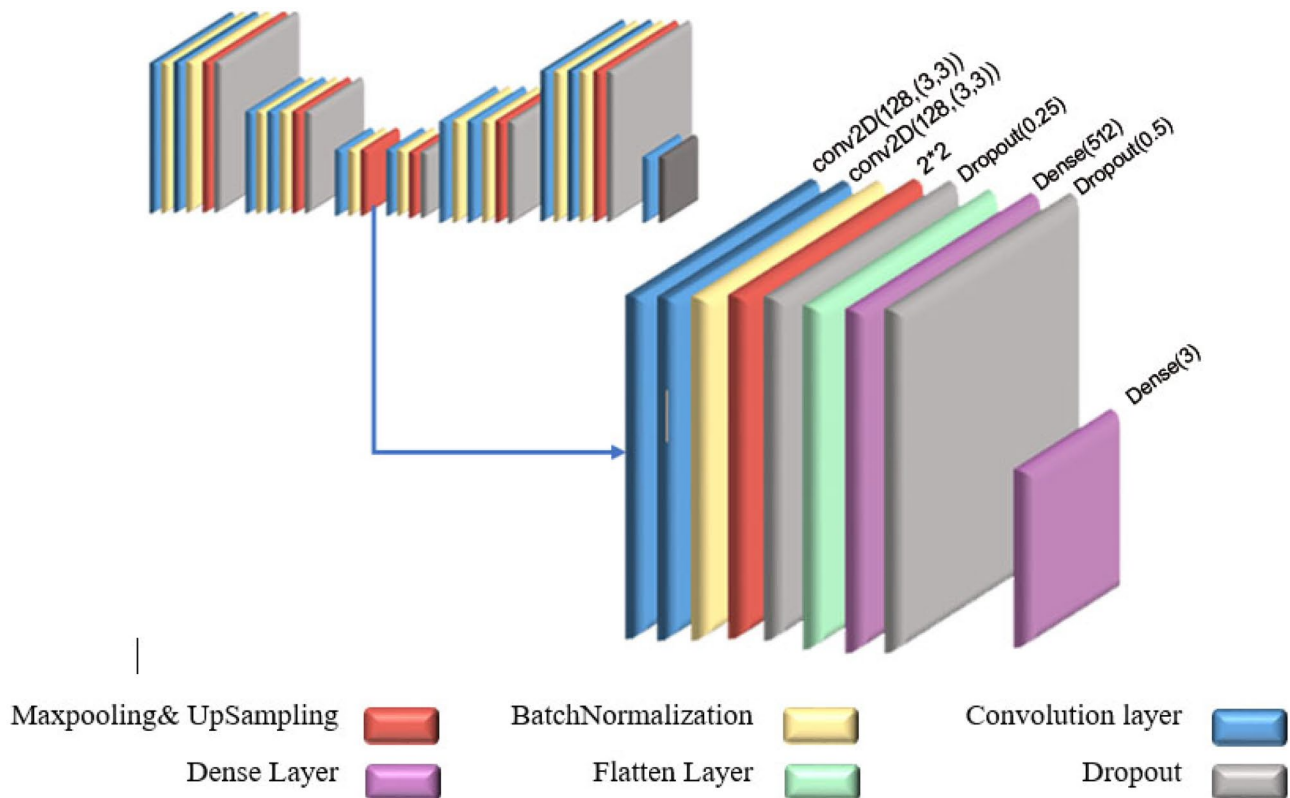 conv2D(128,(3,3))
conv2D(128,(3,3))
2*2
Dropout(0.25)
Dense(512)
Dropout(0.5)
Dense(3)
Maxpooling& UpSampling
BatchNormalization
Convolution layer
Dense Layer
Flatten Layer
Dropout